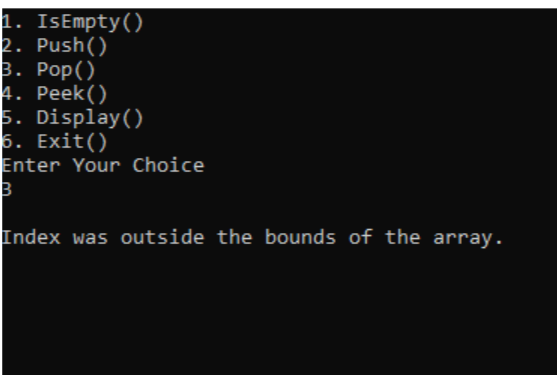 1. IsEmpty()
2. Push()
3. Pop()
4. Peek()
5. Display()
6. Exit()
Enter Your Choice
3
Index was outside the bounds of the array.